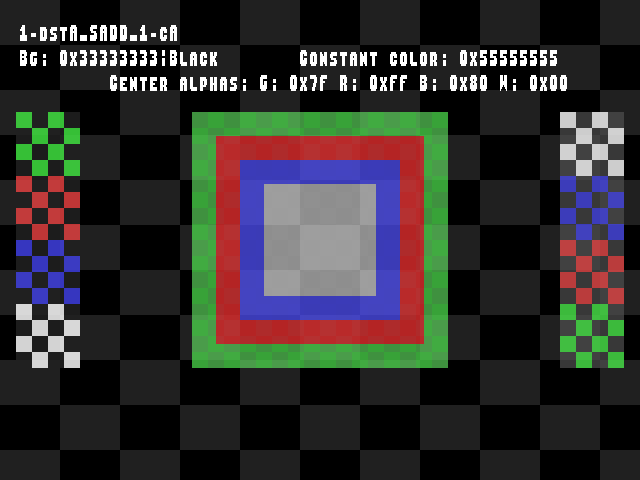 1-dstA_SADD_1-cA
Bg: 0x33333333;Black Constant color: 0x55555555
Center alphas: G: 0x7F R: 0xFF B: 0x80 W: 0x00